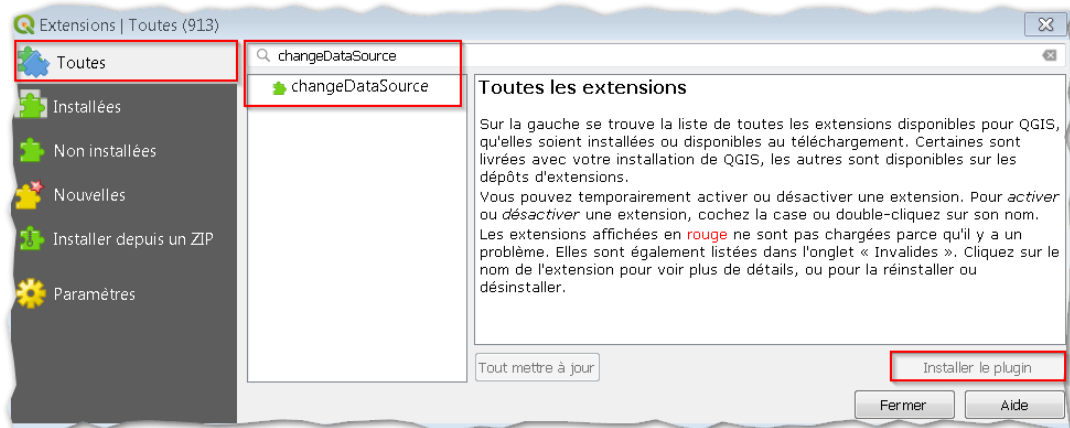 Extensions | Toutes (913)
Toutes
Installées
Non installées
Nouvelles
Installer depuis un ZIP
Paramètres
changeDataSource
changeDataSource
Toutes les extensions
Sur la gauche se trouve la liste de toutes les extensions disponibles pour QGIS,
qu'elles soient installées ou disponibles au téléchargement. Certaines sont
livrées avec votre installation de QGIS, les autres sont disponibles sur les
dépôts d'extensions.
Vous pouvez temporairement activer ou désactiver une extension. Pour activer
ou désactiver une extension, cochez la case ou double-cliquez sur son nom.
Les extensions affichées en rouge ne sont pas chargées parce qu'il y a un
problème. Elles sont également listées dans l'onglet « Invalides ». Cliquez sur le
nom de l'extension pour voir plus de détails, ou pour la réinstaller ou
désinstaller.
Tout mettre à jour
Installer le plugin
Fermer
Aide